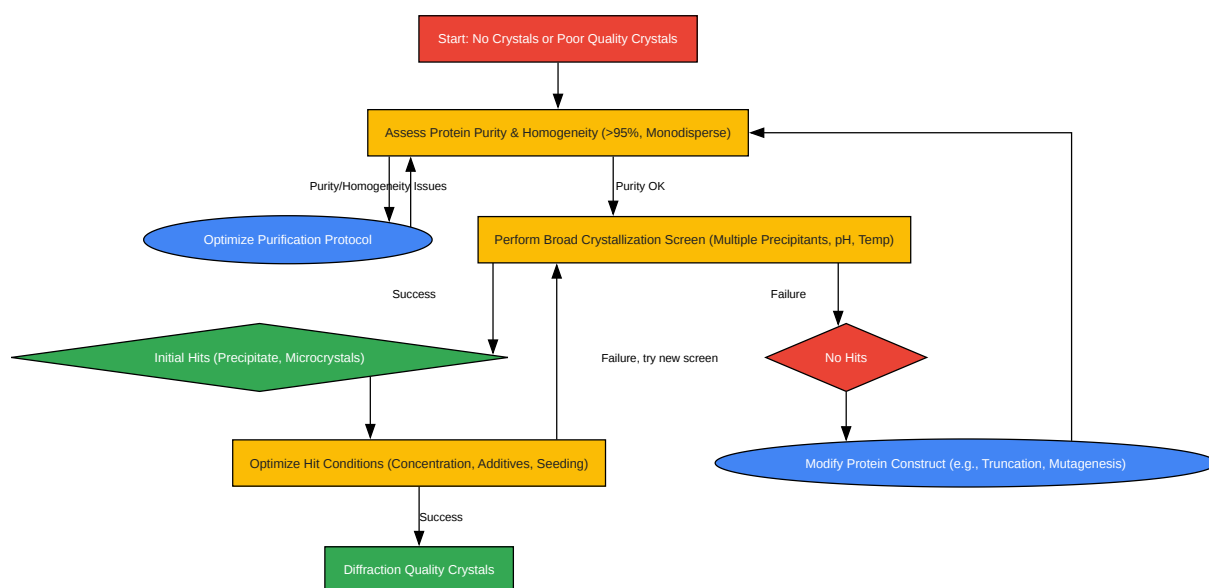 Start: No Crystals or Poor Quality Crystals
Assess Protein Purity & Homogeneity (>95%, Monodisperse)
Purity/Homogeneity Issues
Purity OK
Optimize Purification Protocol
Perform Broad Crystallization Screen (Multiple Precipitants, pH, Temp)
Success
Failure
Initial Hits (Precipitate, Microcrystals)
Failure, try new screen
No Hits
Optimize Hit Conditions (Concentration, Additives, Seeding)
Modify Protein Construct (e.g., Truncation, Mutagenesis)
Success
Diffraction Quality Crystals